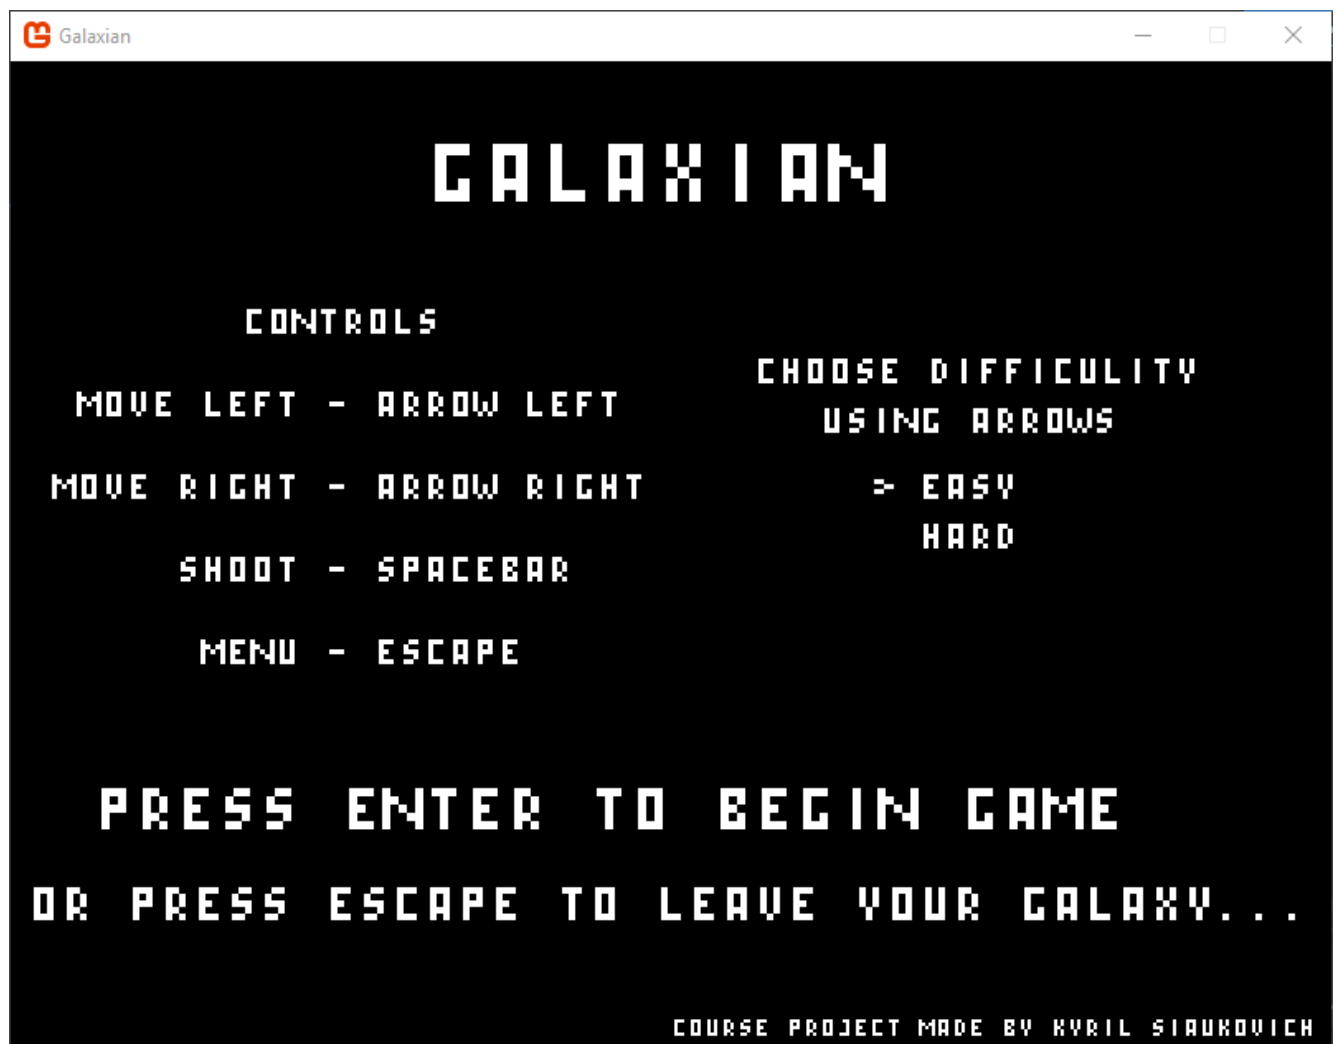 Galaxian
GALAXIAN
CONTROLS
MOVE LEFT - ARROW LEFT
MOVE RIGHT - ARROW RIGHT
SHOOT - SPACEBAR
MENU - ESCAPE
CHOOSE DIFFICULITY
USING ARROWS
> EASY
HARD
PRESS ENTER TO BEGIN GAME
OR PRESS ESCAPE TO LEAVE YOUR GALAXY...
COURSE PROJECT MADE BY KYRIL SIAUKOVICH